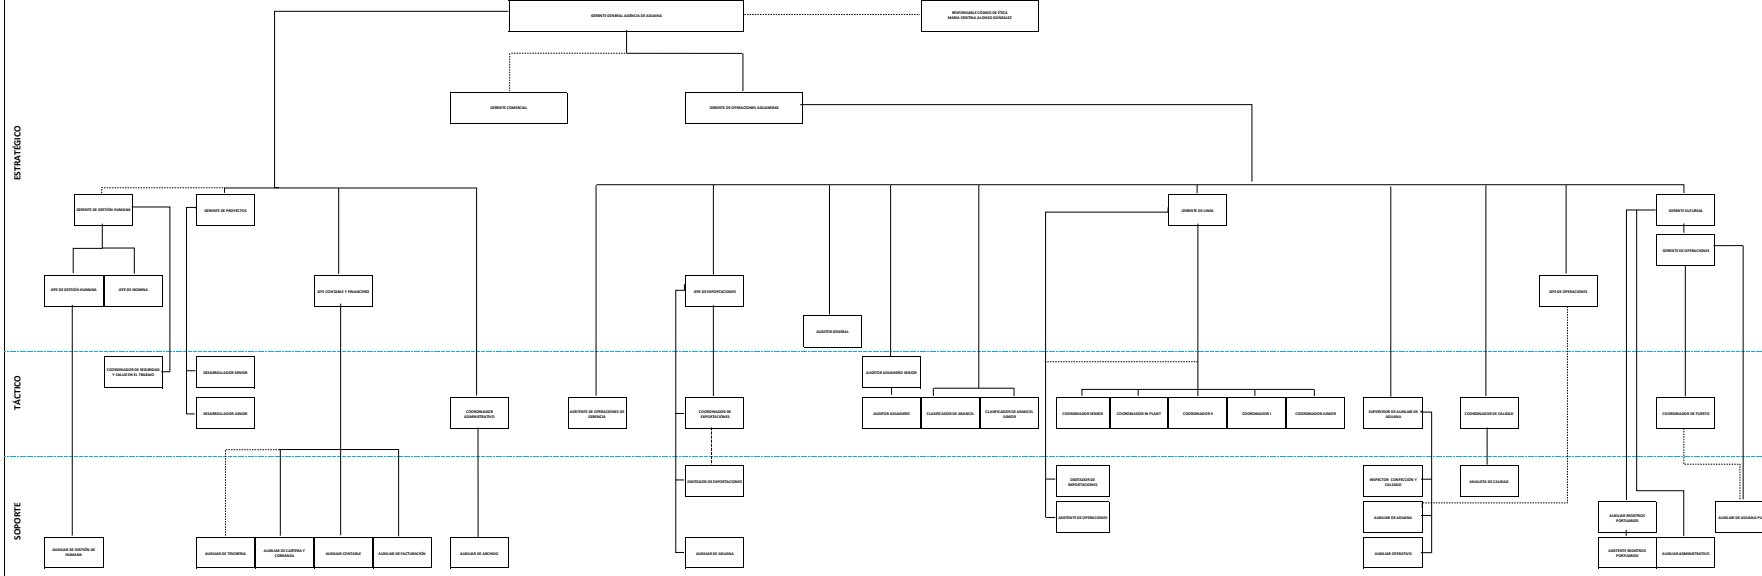 GERENTE GENERAL AGENCIA DE ADUANA
RESPONSABLE CÓDIGO DE ÉTICA
MARIA CRISTINA ALONSO GONZALEZ
GERENTE COMERCIAL
GERENTE DE OPERACIONES ADUANERAS
ESTRATÉGICO
GERENTE DE GESTIÓN HUMANA
GERENTE DE PROYECTOS
GERENTE DE LINEA
GERENTE SUCURSAL
GERENTE DE OPERACIONES
JEFE DE GESTIÓN HUMANA
JEFE DE NOMINA
JEFE CONTABLE Y FINANCIERO
JEFE DE EXPORTACIONES
JEFE DE OPERACIONES
AUDITOR GENERAL
TÁCTICO
COORDINADOR DE SEGURIDAD
Y SALUD EN EL TRABAJO
DESARROLLADOR SENIOR
AUDITOR ADUANERO SENIOR
DESARROLLADOR JUNIOR
COORDINADOR
ADMINISTRATIVO
ASISTENTE DE OPERACIONES DE
GERENCIA
COORDINADOR DE
EXPORTACIONES
AUDITOR ADUANERO
CLASIFICADOR DE ARANCEL
CLASIFICADOR DE ARANCEL
JUNIOR
COORDINADOR SENIOR
COORDINADOR IN PLANT
COORDINADOR II
COORDINADOR I
COORDINADOR JUNIOR
SUPERVISOR DE AUXILIAR DE
ADUANA
COORDINADOR DE CALIDAD
COORDINADOR DE PUERTO
SOPORTE
DIGITADOR DE EXPORTACIONES
DIGITADOR DE
IMPORTACIONES
INSPECTOR CONFECCIÓN Y
CALZADO
ANALISTA DE CALIDAD
ASISTENTE DE OPERACIONES
AUXILIAR DE ADUANA
AUXILIAR REGISTROS
PORTUARIOS
AUXILIAR DE ADUANA
AUXILIAR DE GESTIÓN DE
HUMANA
AUXILIAR DE TESORERIA
AUXILIAR DE CARTERA Y
COBRANZA
AUXILIAR CONTABLE
AUXILIAR DE FACTURACIÓN
AUXILIAR DE ARCHIVO
AUXILIAR DE ADUANA
AUXILIAR OPERATIVO
ASISTENTE REGISTROS
PORTUARIOS
AUXILIAR ADMINISTRATIVO